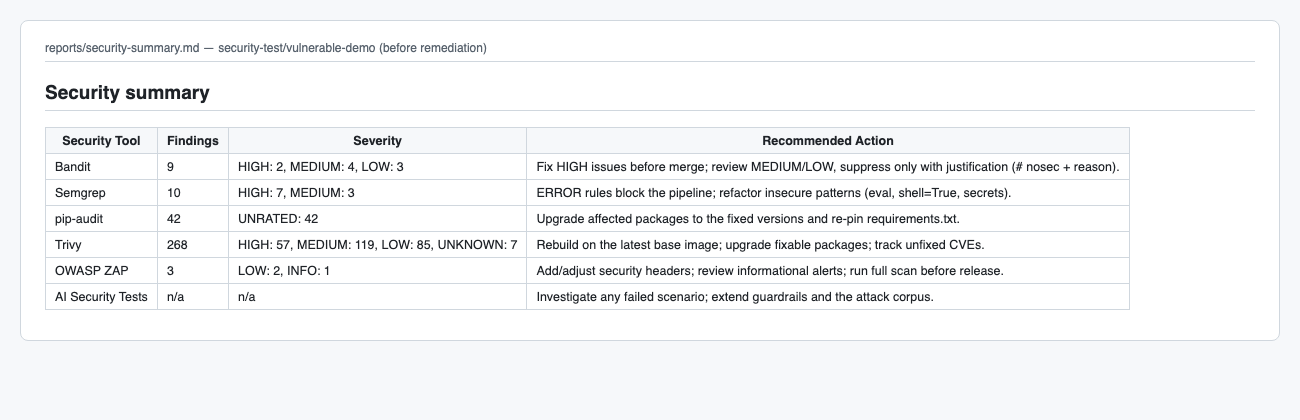 reports/security-summary.md — security-test/vulnerable-demo (before remediation)
Security summary
Security Tool Findings Severity Recommended Action
Bandit 9 HIGH: 2, MEDIUM: 4, LOW: 3 Fix HIGH issues before merge; review MEDIUM/LOW, suppress only with justification (# nosec + reason).
Semgrep 10 HIGH: 7, MEDIUM: 3 ERROR rules block the pipeline; refactor insecure patterns (eval, shell=True, secrets).
pip-audit 42 UNRATED: 42 Upgrade affected packages to the fixed versions and re-pin requirements.txt.
Trivy 268 HIGH: 57, MEDIUM: 119, LOW: 85, UNKNOWN: 7 Rebuild on the latest base image; upgrade fixable packages; track unfixed CVEs.
OWASP ZAP 3 LOW: 2, INFO: 1 Add/adjust security headers; review informational alerts; run full scan before release.
AI Security Tests n/a n/a Investigate any failed scenario; extend guardrails and the attack corpus.